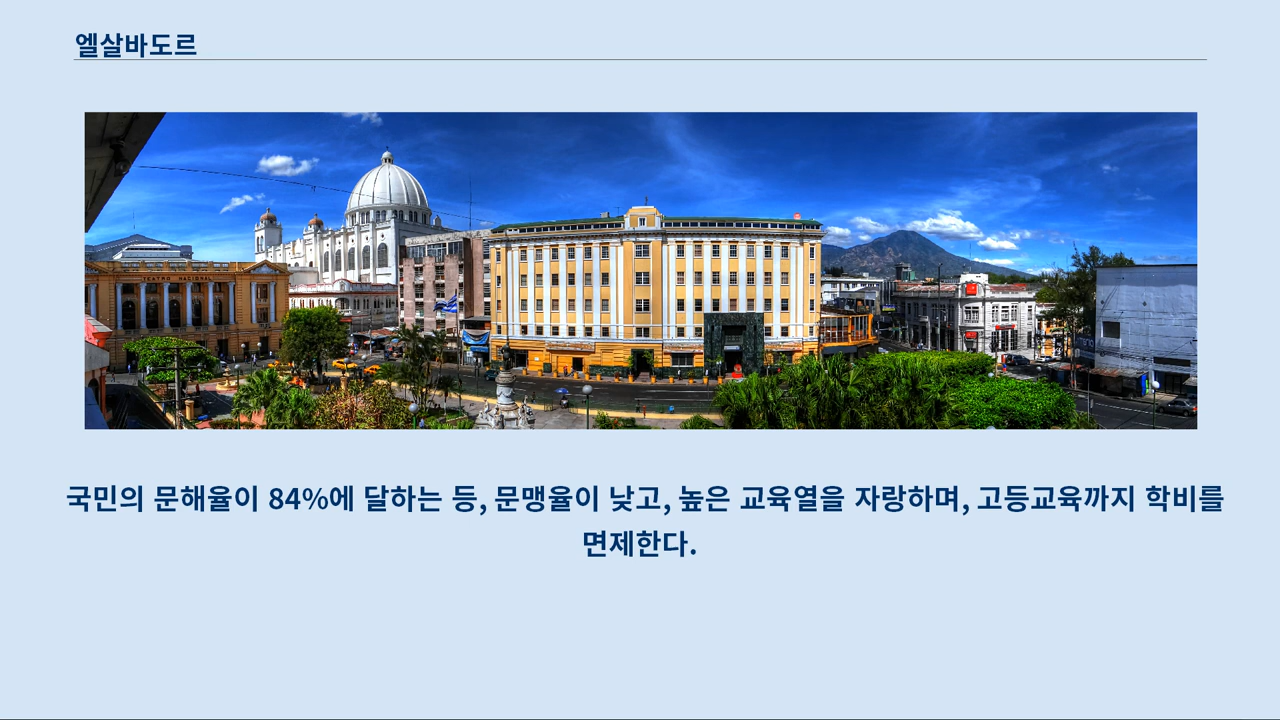 엘살바도르
TEATRO NACIONAL
국민의 문해율이 84%에 달하는 등, 문맹율이 낮고, 높은 교육열을 자랑하며, 고등교육까지 학비를
면제한다.